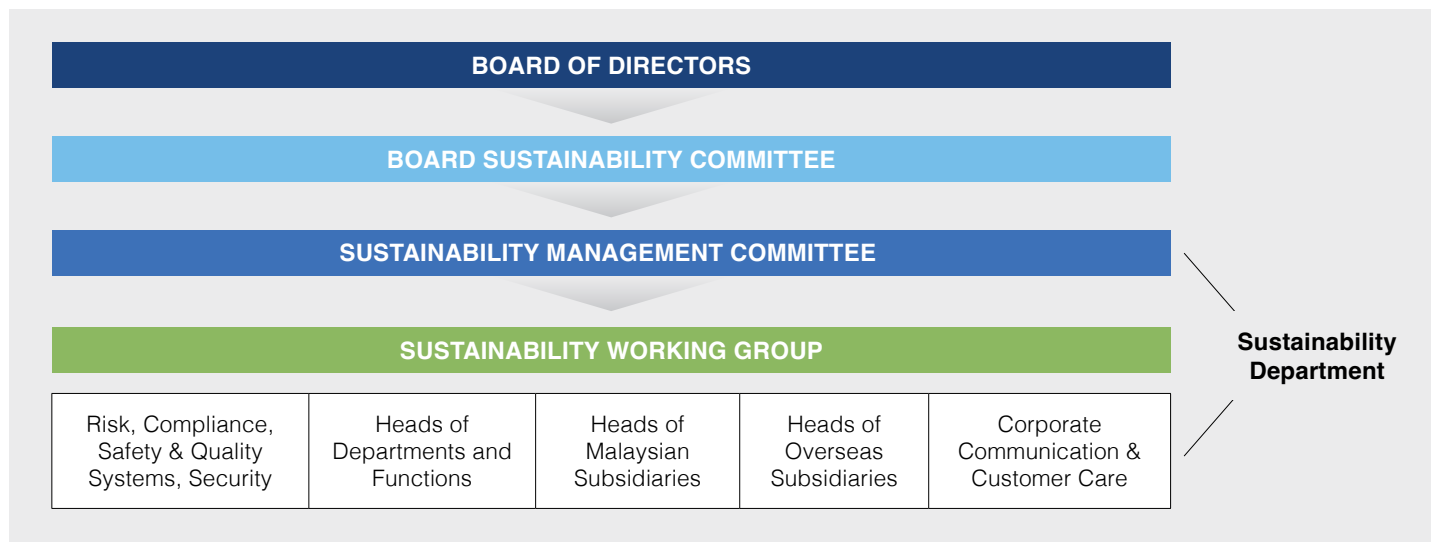 BOARD OF DIRECTORS
BOARD SUSTAINABILITY COMMITTEE
SUSTAINABILITY MANAGEMENT COMMITTEE
SUSTAINABILITY WORKING GROUP
Risk, Compliance,
Safety & Quality
Systems, Security
Heads of
Departments and
Functions
Heads of
Malaysian
Subsidiaries
Heads of
Overseas
Subsidiaries
Corporate
Communication &
Customer Care
Sustainability
Department